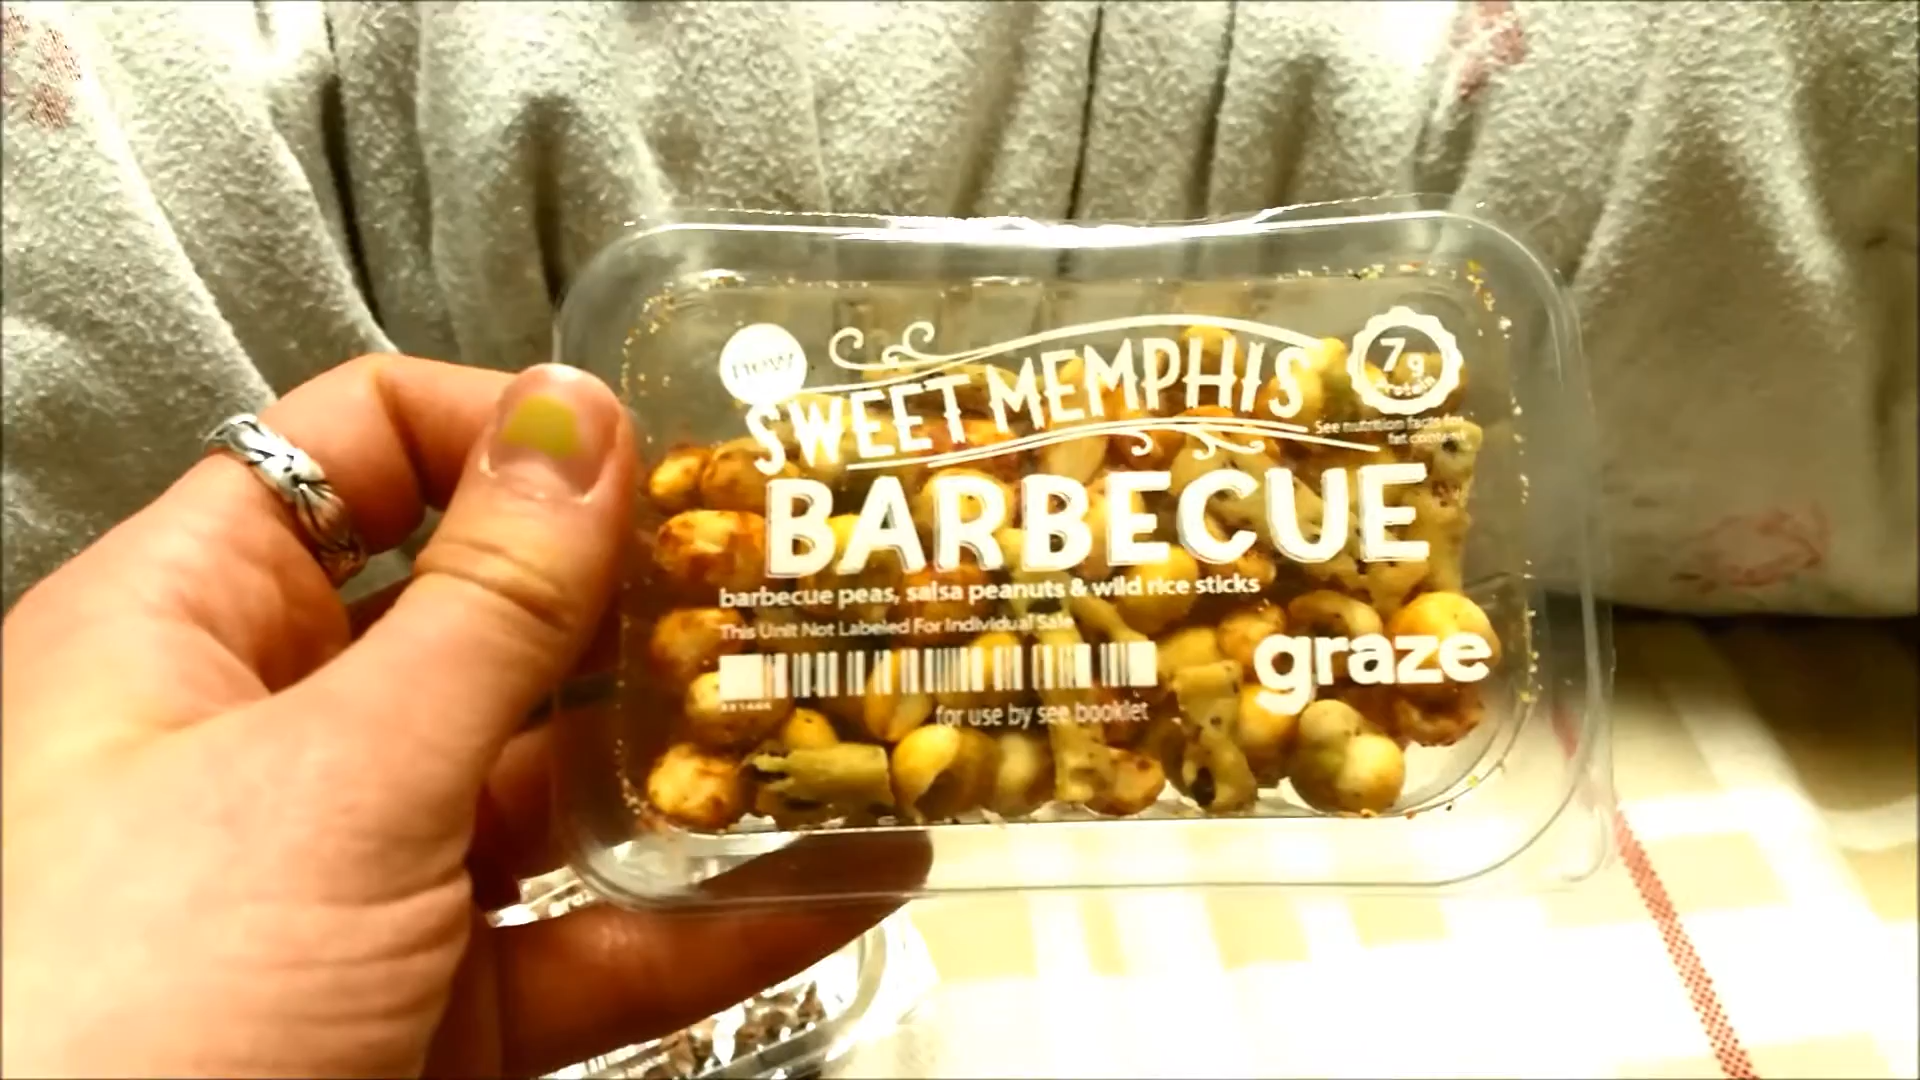 new
SWEET MEMPHIS
7g
protein
See nutrition facts for
fat content
BARBECUE
barbecue peas, salsa peanuts & wild rice sticks
This Unit Not Labeled For Individual Sale
graze
for use by see booklet